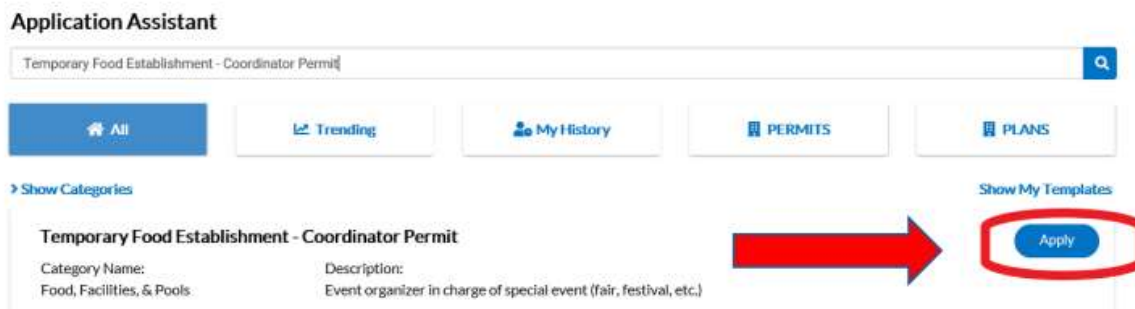 Application Assistant
Temporary Food Establishment - Coordinator Permit
All
Trending
My History
PERMITS
PLANS
Show Categories
Show My Templates
Temporary Food Establishment - Coordinator Permit
Apply
Category Name:
Description:
Food, Facilities, & Pools
Event organizer in charge of special event (fair, festival, etc.)